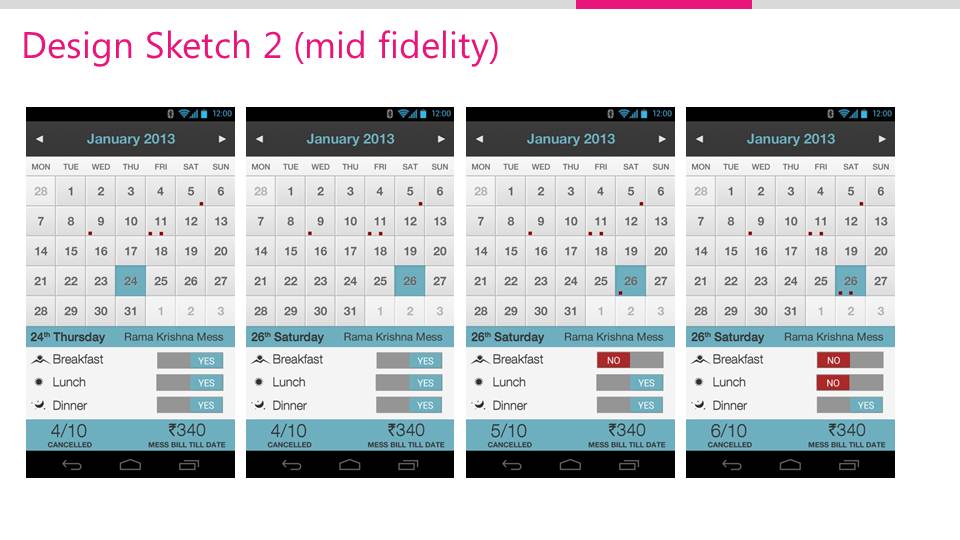 Design Sketch 2 (mid fidelity)
12:00
January 2013
MON TUE WED THU FRI SAT SUN
28 1 2 3 4 5 6
7 8 9 10 11 12 13
14 15 16 17 18 19 20
21 22 23 24 25 26 27
28 29 30 31 1 2 3
24th Thursday Rama Krishna Mess
Breakfast YES
Lunch YES
Dinner YES
4/10 ₹340
CANCELLED MESS BILL TILL DATE
12:00
January 2013
MON TUE WED THU FRI SAT SUN
28 1 2 3 4 5 6
7 8 9 10 11 12 13
14 15 16 17 18 19 20
21 22 23 24 25 26 27
28 29 30 31 1 2 3
26th Saturday Rama Krishna Mess
Breakfast YES
Lunch YES
Dinner YES
4/10 ₹340
CANCELLED MESS BILL TILL DATE
12:00
January 2013
MON TUE WED THU FRI SAT SUN
28 1 2 3 4 5 6
7 8 9 10 11 12 13
14 15 16 17 18 19 20
21 22 23 24 25 26 27
28 29 30 31 1 2 3
26th Saturday Rama Krishna Mess
Breakfast NO
Lunch YES
Dinner YES
5/10 ₹340
CANCELLED MESS BILL TILL DATE
12:00
January 2013
MON TUE WED THU FRI SAT SUN
28 1 2 3 4 5 6
7 8 9 10 11 12 13
14 15 16 17 18 19 20
21 22 23 24 25 26 27
28 29 30 31 1 2 3
26th Saturday Rama Krishna Mess
Breakfast NO
Lunch NO
Dinner YES
6/10 ₹340
CANCELLED MESS BILL TILL DATE